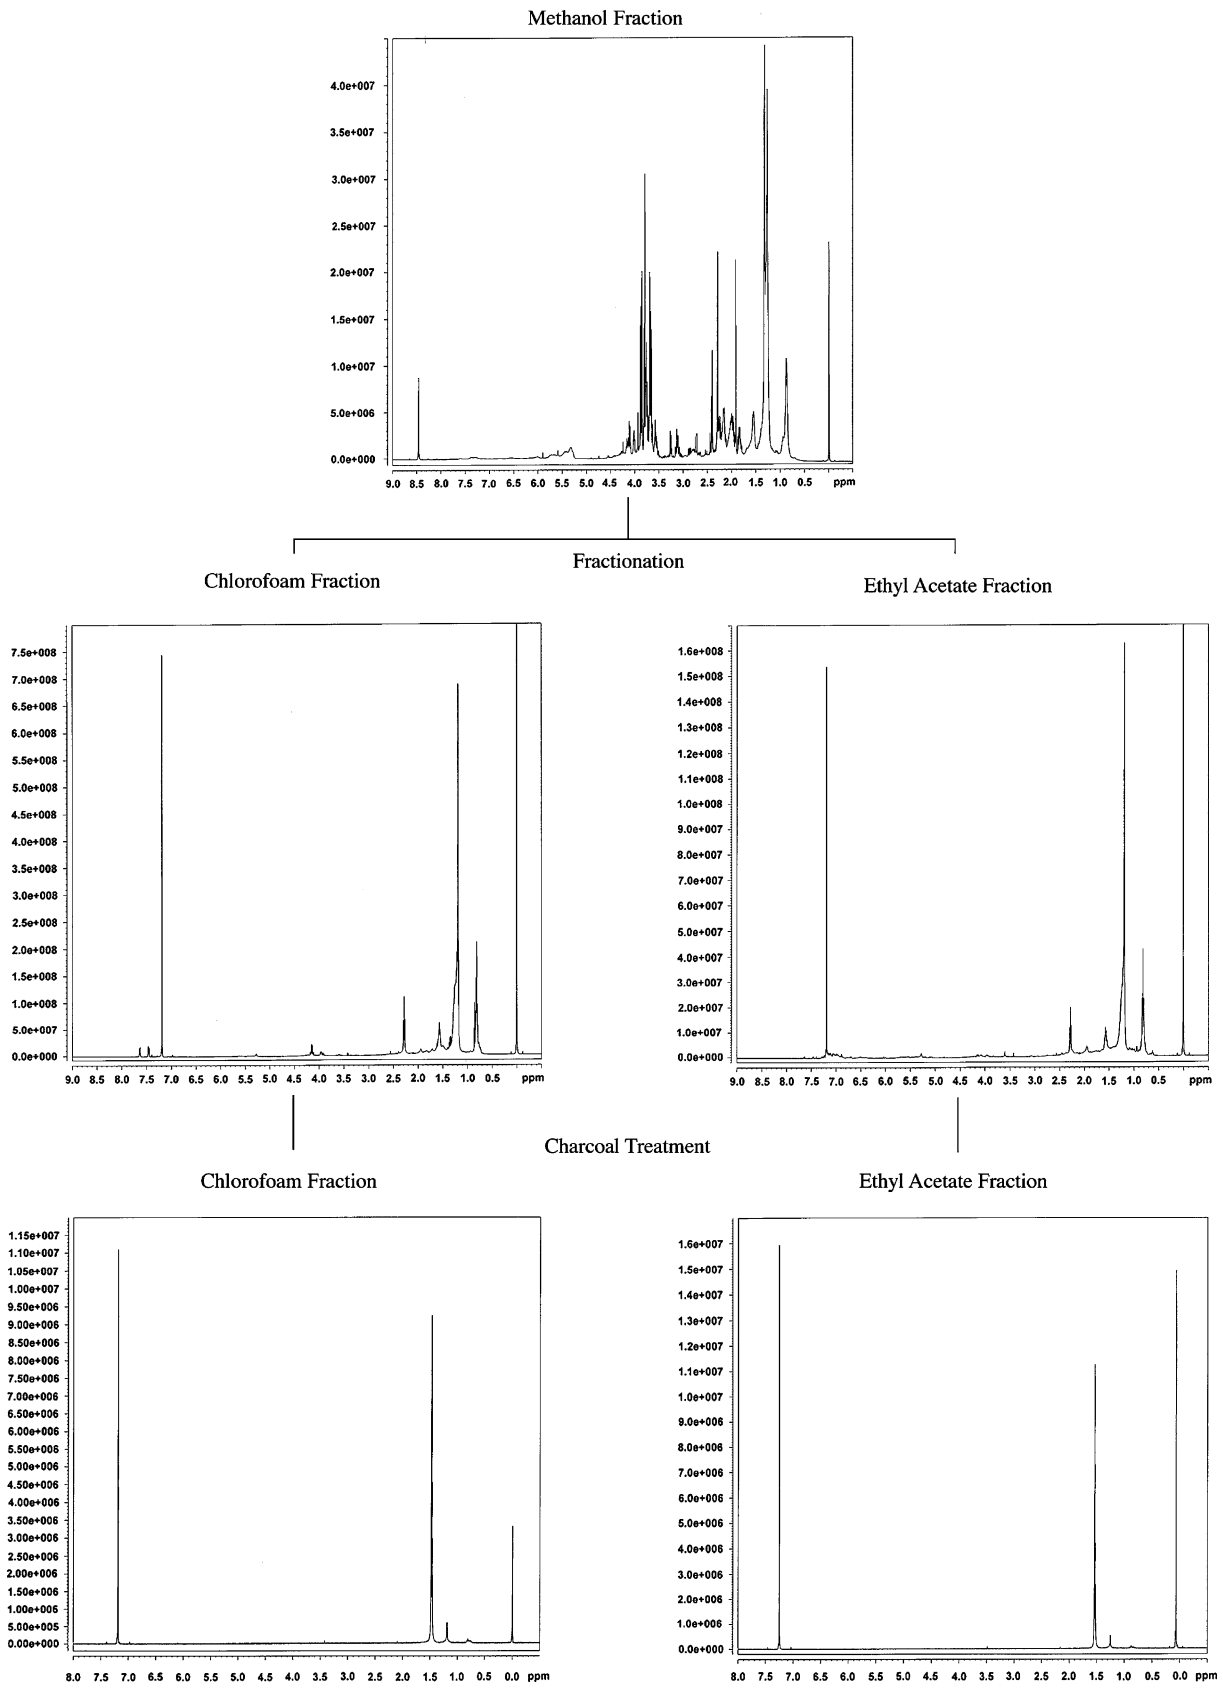 Methanol Fraction
4.0e+007
3.5e+007
3.0e+007
2.5e+007
2.0e+007
1.5e+007
1.0e+007
5.0e+006
0.0e+000
9.0 8.5 8.0 7.5 7.0 6.5 6.0 5.5 5.0 4.5 4.0 3.5 3.0 2.5 2.0 1.5 1.0 0.5 ppm
Fractionation
Chlorofoam Fraction
Ethyl Acetate Fraction
7.5e+008
7.0e+008
6.5e+008
6.0e+008
5.5e+008
5.0e+008
4.5e+008
4.0e+008
3.5e+008
3.0e+008
2.5e+008
2.0e+008
1.5e+008
1.0e+008
5.0e+007
0.0e+000
9.0 8.5 8.0 7.5 7.0 6.5 6.0 5.5 5.0 4.5 4.0 3.5 3.0 2.5 2.0 1.5 1.0 0.5 ppm
1.6e+008
1.5e+008
1.4e+008
1.3e+008
1.2e+008
1.1e+008
1.0e+008
9.0e+007
8.0e+007
7.0e+007
6.0e+007
5.0e+007
4.0e+007
3.0e+007
2.0e+007
1.0e+007
0.0e+000
9.0 8.5 8.0 7.5 7.0 6.5 6.0 5.5 5.0 4.5 4.0 3.5 3.0 2.5 2.0 1.5 1.0 0.5 ppm
Charcoal Treatment
Chlorofoam Fraction
Ethyl Acetate Fraction
1.15e+007
1.10e+007
1.05e+007
1.00e+007
9.50e+006
9.00e+006
8.50e+006
8.00e+006
7.50e+006
7.00e+006
6.50e+006
6.00e+006
5.50e+006
5.00e+006
4.50e+006
4.00e+006
3.50e+006
3.00e+006
2.50e+006
2.00e+006
1.50e+006
1.00e+006
5.00e+005
0.00e+000
8.0 7.0 6.5 6.0 5.5 5.0 4.5 4.0 3.5 3.0 2.5 2.0 1.5 1.0 0.5 0.0 ppm
1.6e+007
1.5e+007
1.4e+007
1.3e+007
1.2e+007
1.1e+007
1.0e+007
9.0e+006
8.0e+006
7.0e+006
6.0e+006
5.0e+006
4.0e+006
3.0e+006
2.0e+006
1.0e+006
0.0e+000
8.0 7.0 6.5 6.0 5.5 5.0 4.5 4.0 3.5 3.0 2.5 2.0 1.5 1.0 0.5 0.0 ppm